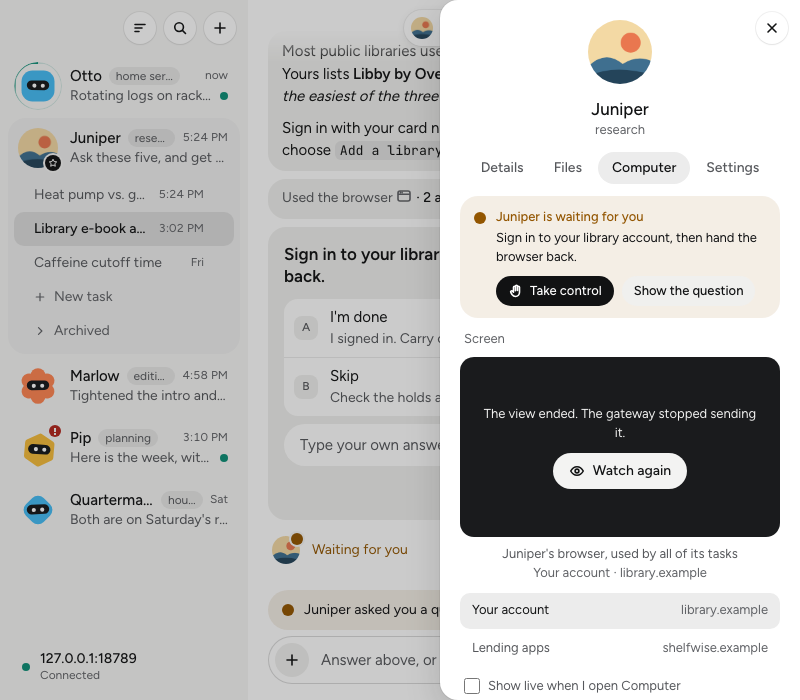 Otto
home ser...
now
Rotating logs on rack...
Juniper
rese...
5:24 PM
Ask these five, and get ...
Heat pump vs. g...
5:24 PM
Library e-book a...
3:02 PM
Caffeine cutoff time
Fri
New task
Archived
Marlow
editi...
4:58 PM
Tightened the intro and...
Pip
planning
3:10 PM
Here is the week, wit...
Quarterma...
hou...
Sat
Both are on Saturday's r...
127.0.0.1:18789
Connected
Most public libraries use
Yours lists Libby by Ove
the easiest of the three
Sign in with your card n
choose Add a library
Used the browser · 2 a
Sign in to your librar
back.
A
I'm done
I signed in. Carry o
B
Skip
Check the holds a
Type your own answe
Waiting for you
Juniper asked you a q
Answer above, or
Juniper
research
Details
Files
Computer
Settings
Juniper is waiting for you
Sign in to your library account, then hand the
browser back.
Take control
Show the question
Screen
The view ended. The gateway stopped sending
it.
Watch again
Juniper's browser, used by all of its tasks
Your account · library.example
Your account
library.example
Lending apps
shelfwise.example
Show live when I open Computer